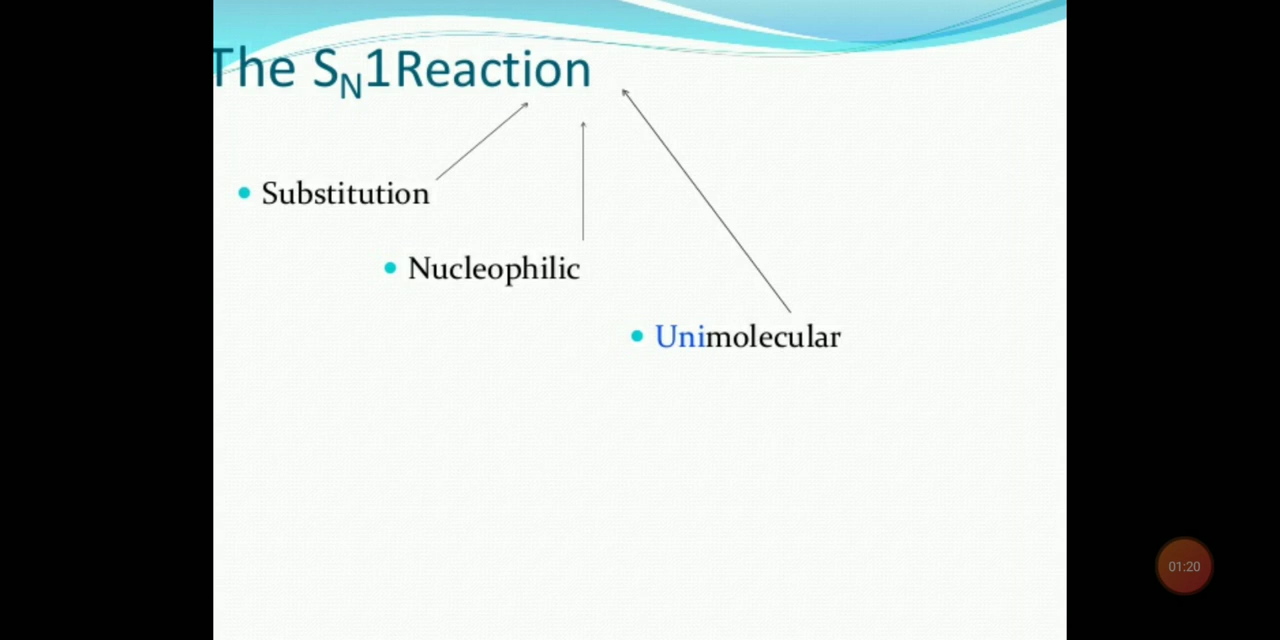 The SN1Reaction
Substitution
Nucleophilic
Unimolecular
01:20